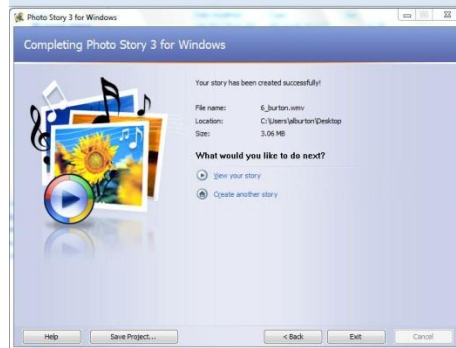 Photo Story 3 for Windows
Completing Photo Story 3 for Windows
Your story has been created successfully!
File name: 6_burton.wmv
Location: C:\Users\alburton\Desktop
Size: 3.06 MB
What would you like to do next?
View your story
Create another story
Help Save Project... < Back Exit Cancel